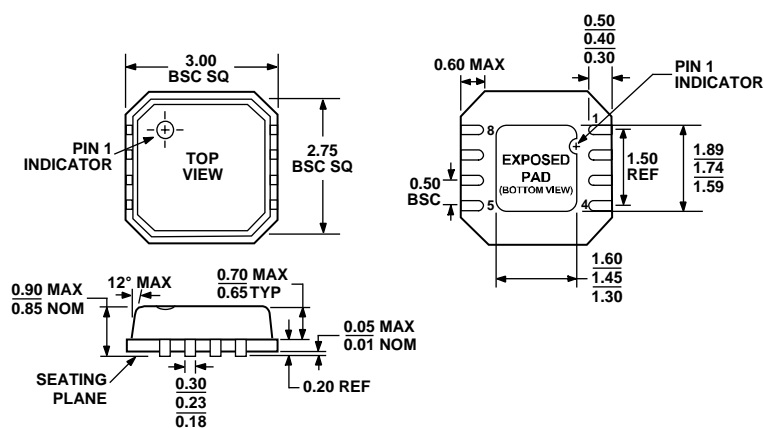 3.00
BSC SQ
PIN 1
INDICATOR
TOP
VIEW
2.75
BSC SQ
0.50
0.40
0.30
0.60 MAX
PIN 1
INDICATOR
8
1
EXPOSED
PAD
(BOTTOM VIEW)
5
4
0.50
BSC
1.50
REF
1.89
1.74
1.59
1.60
1.45
1.30
0.90 MAX
0.85 NOM
12° MAX
0.70 MAX
0.65 TYP
0.05 MAX
0.01 NOM
SEATING
PLANE
0.30
0.23
0.18
0.20 REF